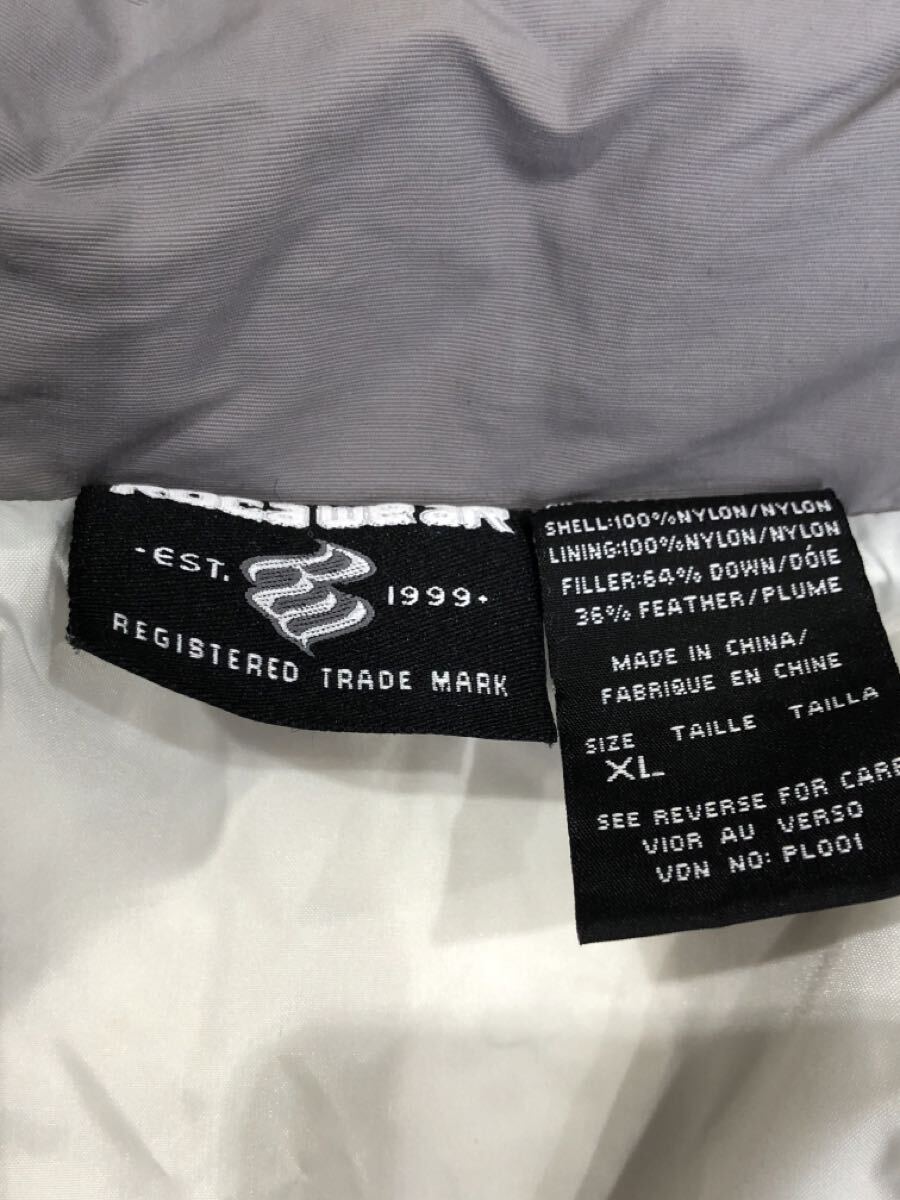 Rocawear
-EST. 1999-
REGISTERED TRADE MARK
SHELL:100%NYLON/NYLON
LINING:100%NYLON/NYLON
FILLER:64% DOWN/DÓIE
36% FEATHER/PLUME
MADE IN CHINA/
FABRIQUE EN CHINE
SIZE TAILLE TAILLA
XL
SEE REVERSE FOR CARE
VIOR AU VERSO
VDN NO: PL001